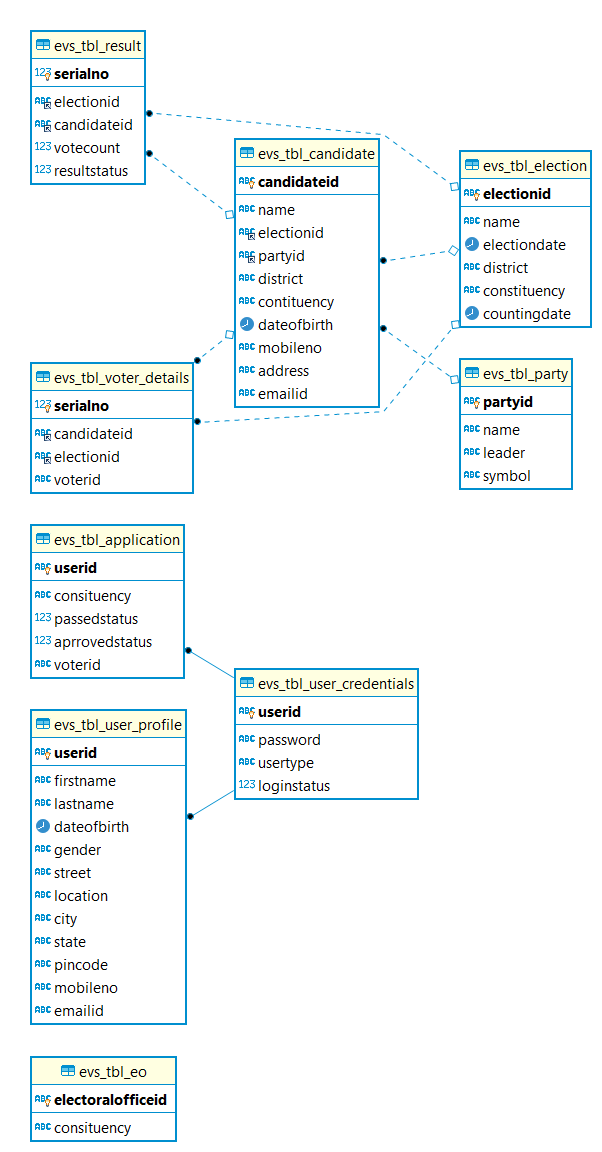 evs_tbl_result
123 serialno
ABC electionid
ABC candidateid
123 votecount
123 resultstatus
evs_tbl_candidate
ABC candidateid
ABC name
ABC electionid
ABC partyid
ABC district
ABC contituency
dateofbirth
ABC mobileno
ABC address
ABC emailid
evs_tbl_election
ABC electionid
ABC name
electiondate
ABC district
ABC constituency
countingdate
evs_tbl_voter_details
123 serialno
ABC candidateid
ABC electionid
ABC voterid
evs_tbl_party
ABC partyid
ABC name
ABC leader
ABC symbol
evs_tbl_application
ABC userid
ABC consituency
123 passedstatus
123 aprrovedstatus
ABC voterid
evs_tbl_user_credentials
ABC userid
ABC password
ABC usertype
123 loginstatus
evs_tbl_user_profile
ABC userid
ABC firstname
ABC lastname
dateofbirth
ABC gender
ABC street
ABC location
ABC city
ABC state
ABC pincode
ABC mobileno
ABC emailid
evs_tbl_eo
ABC electoralofficeid
ABC consituency